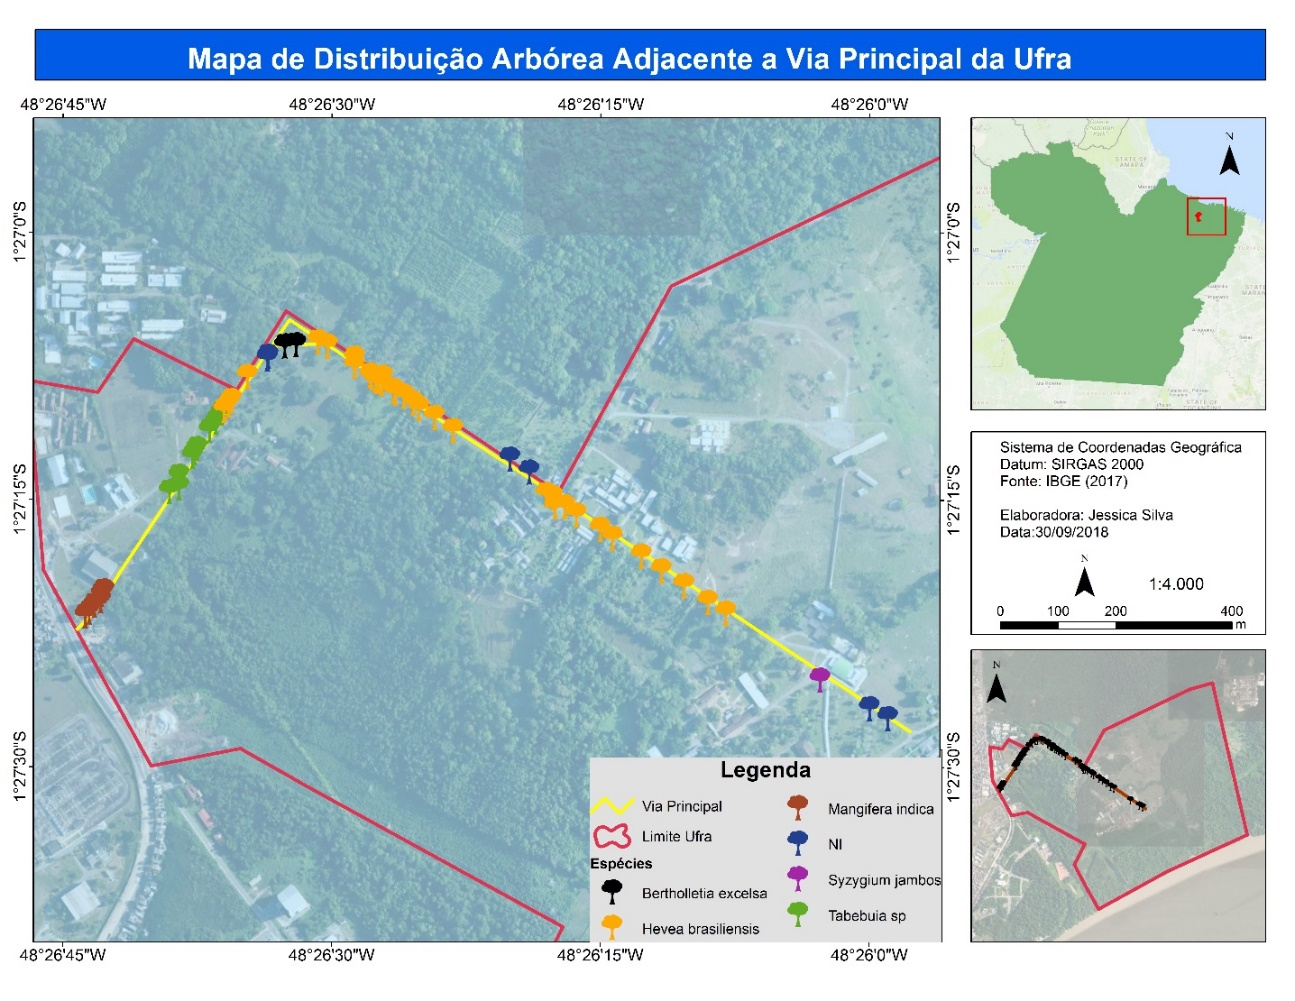 Mapa de Distribuição Arbórea Adjacente a Via Principal da Ufra
48°26'45"W 48°26'30"W 48°26'15"W 48°26'0"W
1°27'0"S
1°27'15"S
1°27'30"S
1°27'0"S
1°27'15"S
1°27'30"S
48°26'45"W 48°26'30"W 48°26'15"W 48°26'0"W
Legenda
Via Principal
Limite Ufra
Espécies
Bertholletia excelsa
Hevea brasiliensis
Mangifera indica
NI
Syzygium jambos
Tabebuia sp
N
STATE OF
Sistema de Coordenadas Geográfica
Datum: SIRGAS 2000
Fonte: IBGE (2017)
Elaboradora: Jessica Silva
Data:30/09/2018
N
1:4.000
0 100 200 400
m
N